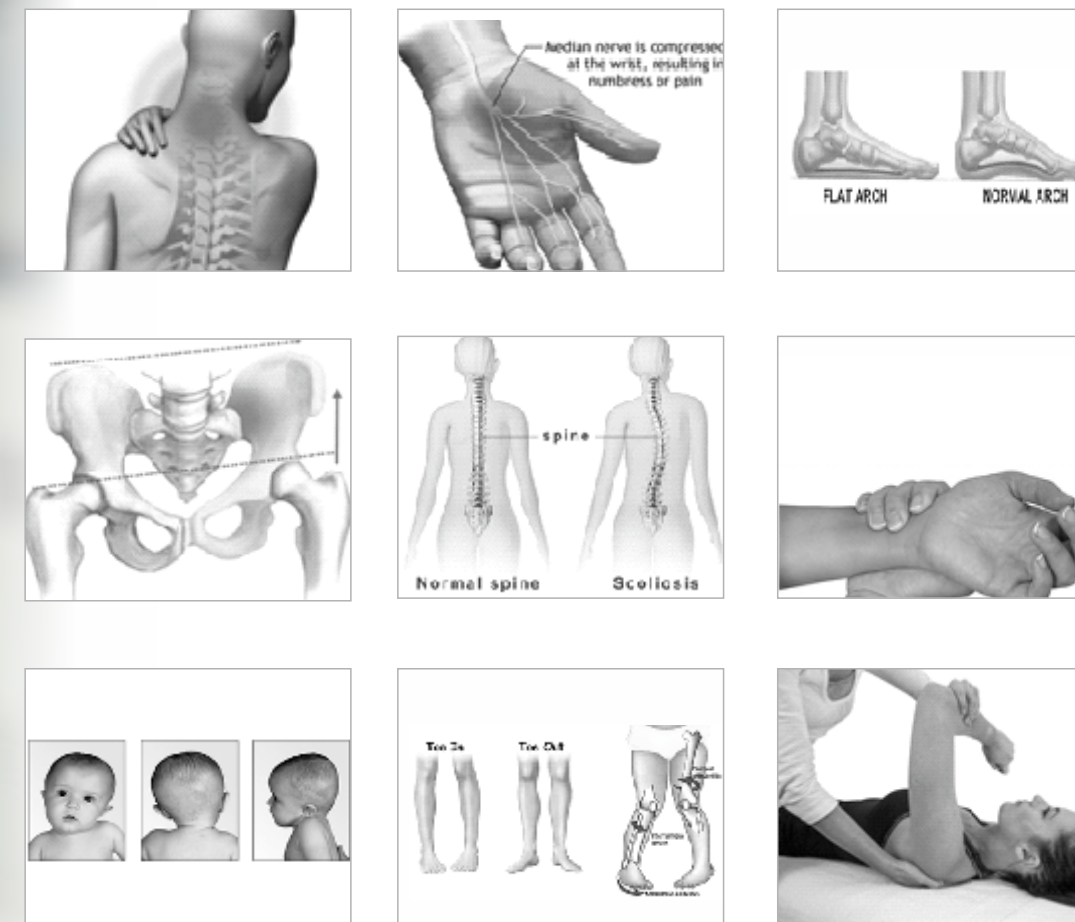 Median nerve is compressed
at the wrist, resulting in
numbness or pain
FLAT ARCH
NORMAL ARCH
spine
Normal spine
Scoliosis
Toe In
Toe Out